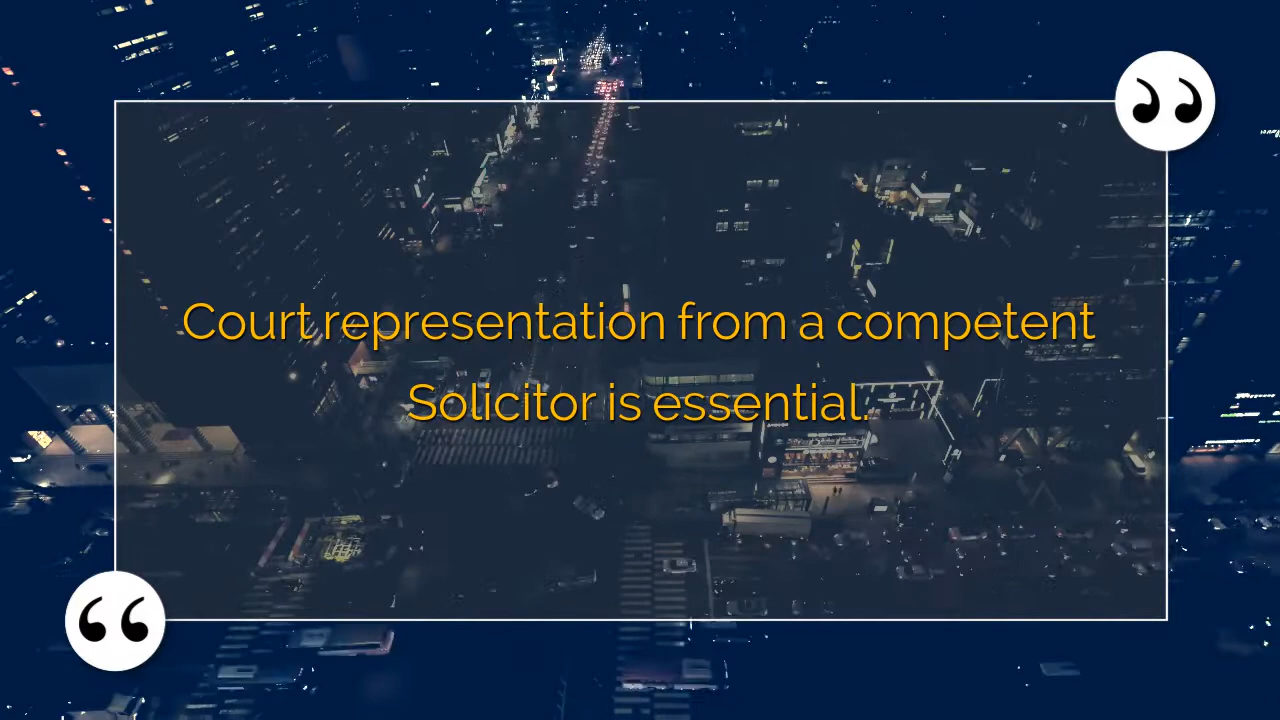 Court representation from a competent
Solicitor is essential.